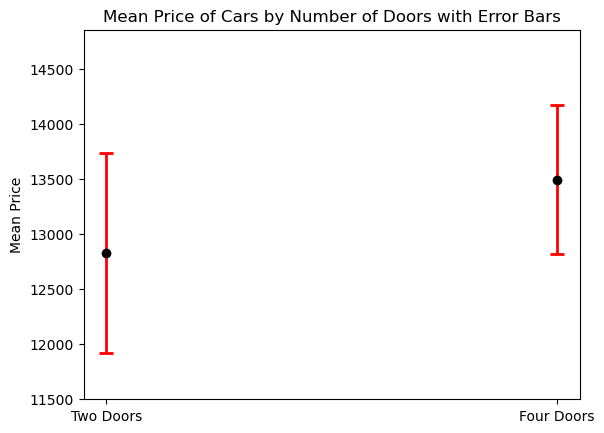 Mean Price of Cars by Number of Doors with Error Bars
Mean Price
14500
14000
13500
13000
12500
12000
11500
Two Doors
Four Doors